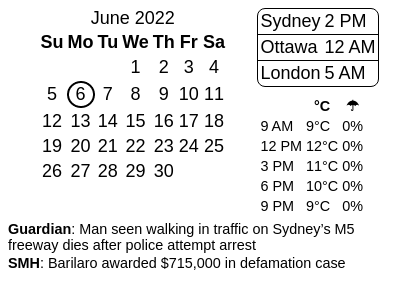 June 2022
Su Mo Tu We Th Fr Sa
1 2 3 4
5 6 7 8 9 10 11
12 13 14 15 16 17 18
19 20 21 22 23 24 25
26 27 28 29 30
Sydney 2 PM
Ottawa 12 AM
London 5 AM
°C ☂
9 AM 9°C 0%
12 PM 12°C 0%
3 PM 11°C 0%
6 PM 10°C 0%
9 PM 9°C 0%
Guardian: Man seen walking in traffic on Sydney's M5
freeway dies after police attempt arrest
SMH: Barilaro awarded $715,000 in defamation case